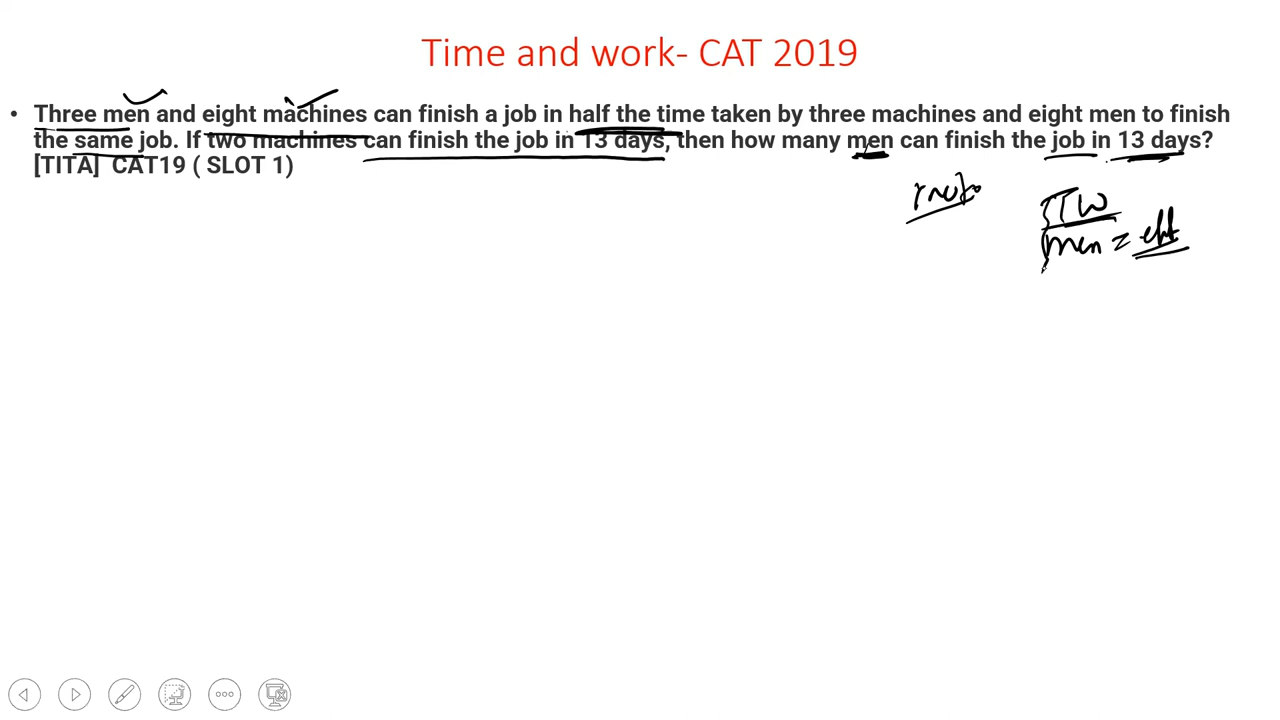 Time and work- CAT 2019
• Three men and eight machines can finish a job in half the time taken by three machines and eight men to finish
the same job. If two machines can finish the job in 13 days, then how many men can finish the job in 13 days?
[TITA] CAT19 ( SLOT 1)
TTW
men = eff